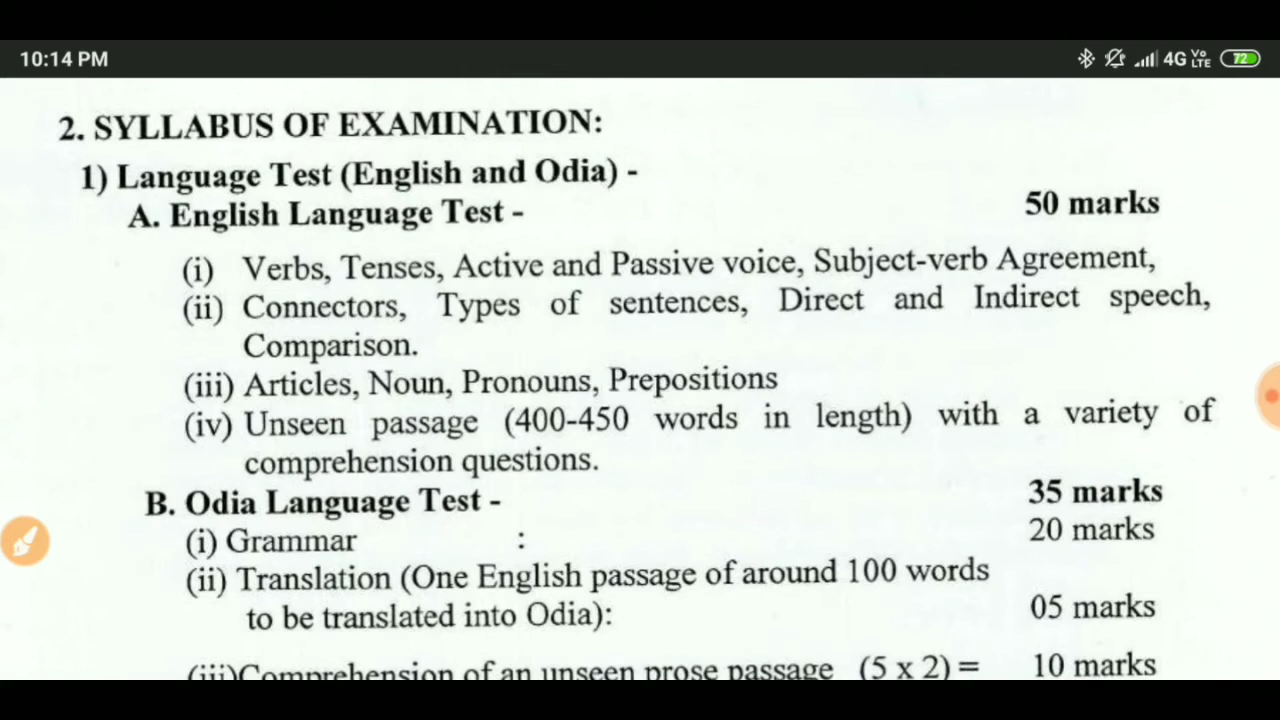 10:14 PM
4G Vo LTE 72
2. SYLLABUS OF EXAMINATION:
1) Language Test (English and Odia) -
A. English Language Test - 50 marks
(i) Verbs, Tenses, Active and Passive voice, Subject-verb Agreement,
(ii) Connectors, Types of sentences, Direct and Indirect speech,
Comparison.
(iii) Articles, Noun, Pronouns, Prepositions
(iv) Unseen passage (400-450 words in length) with a variety of
comprehension questions.
B. Odia Language Test - 35 marks
(i) Grammar : 20 marks
(ii) Translation (One English passage of around 100 words
to be translated into Odia): 05 marks
(iii)Comprehension of an unseen prose passage (5 x 2) = 10 marks